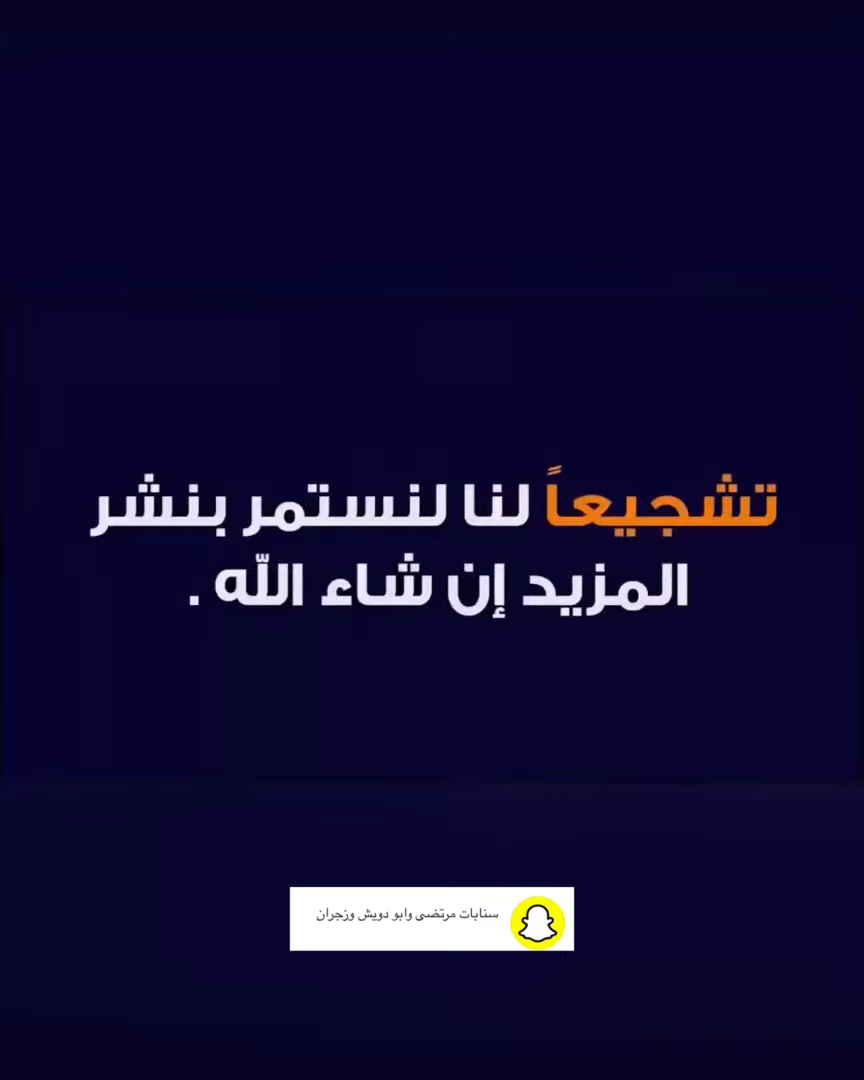 تشجيعاً لنا لنستمر بنشر
المزيد إن شاء الله .
سنابات مرتضى وابو دويش وزجران